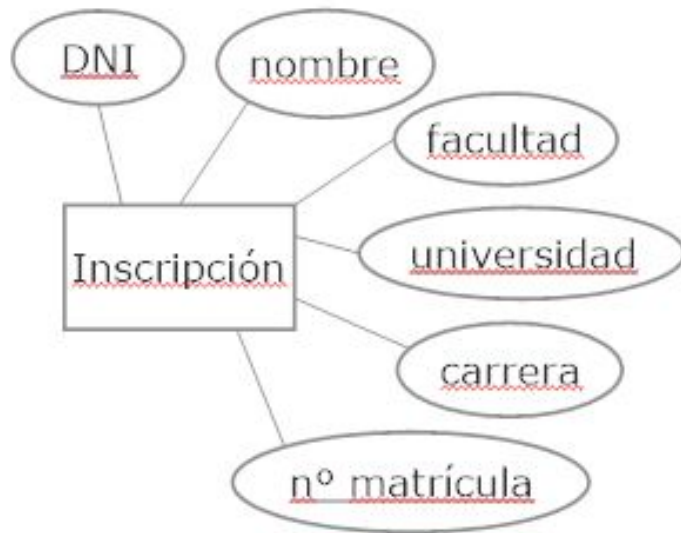 DNI
nombre
facultad
Inscripción
universidad
carrera
nº matrícula